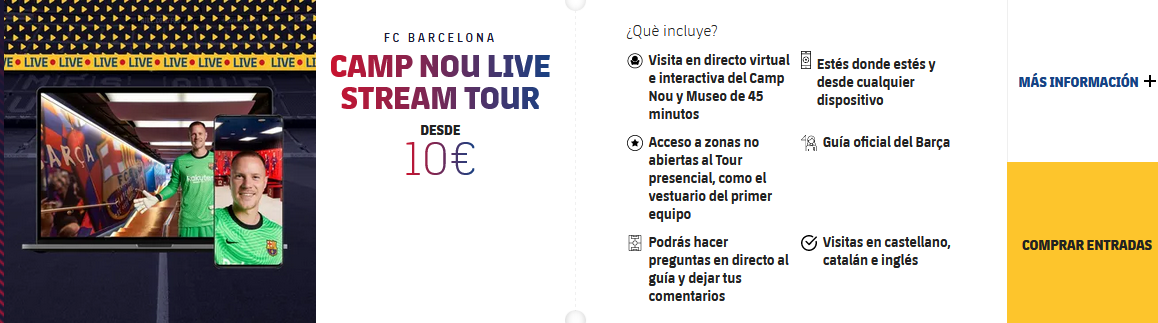 LIVE • LIVE • LIVE • LIVE • LIVE • LIVE • LIVE
BARÇA
FCB
Rakuten
FC BARCELONA
CAMP NOU LIVE
STREAM TOUR
DESDE
10€
¿Què incluye?
Visita en directo virtual
e interactiva del Camp
Nou y Museo de 45
minutos
Estés donde estés y
desde cualquier
dispositivo
Acceso a zonas no
abiertas al Tour
presencial, como el
vestuario del primer
equipo
Guía oficial del Barça
Podrás hacer
preguntas en directo al
guía y dejar tus
comentarios
Visitas en castellano,
catalán e inglés
MÁS INFORMACIÓN +
COMPRAR ENTRADAS